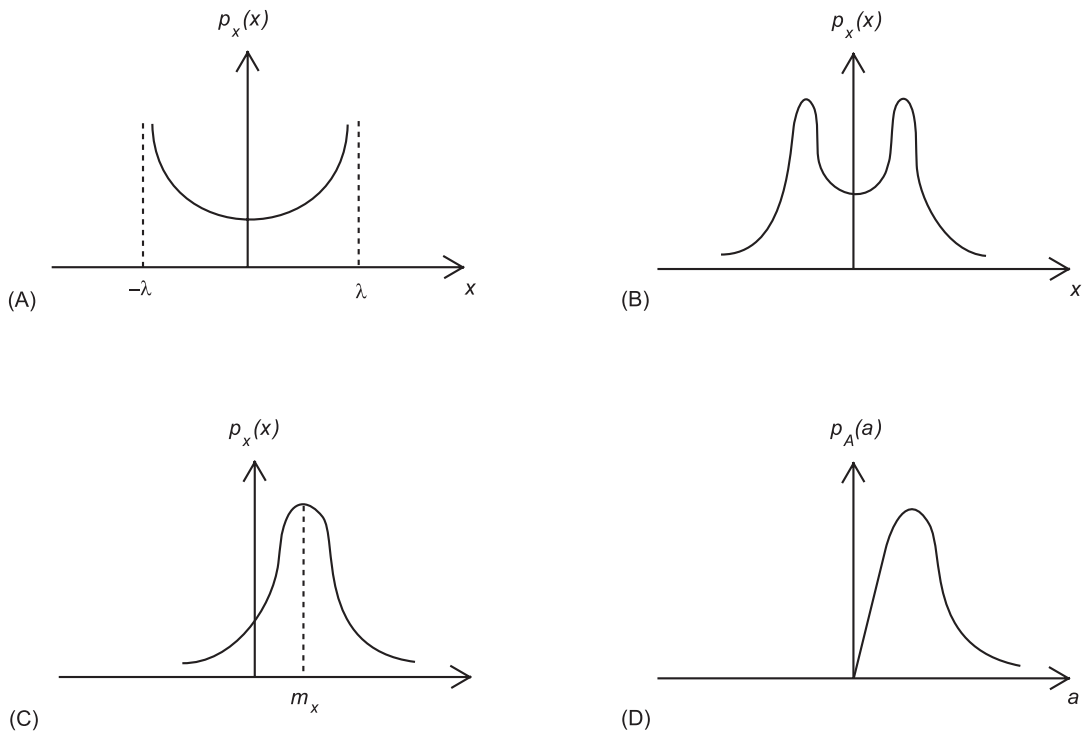 p_x(x)
p_x(x)
–λ
λ
x
x
(A)
(B)
p_x(x)
p_A(a)
m_x
a
(C)
(D)